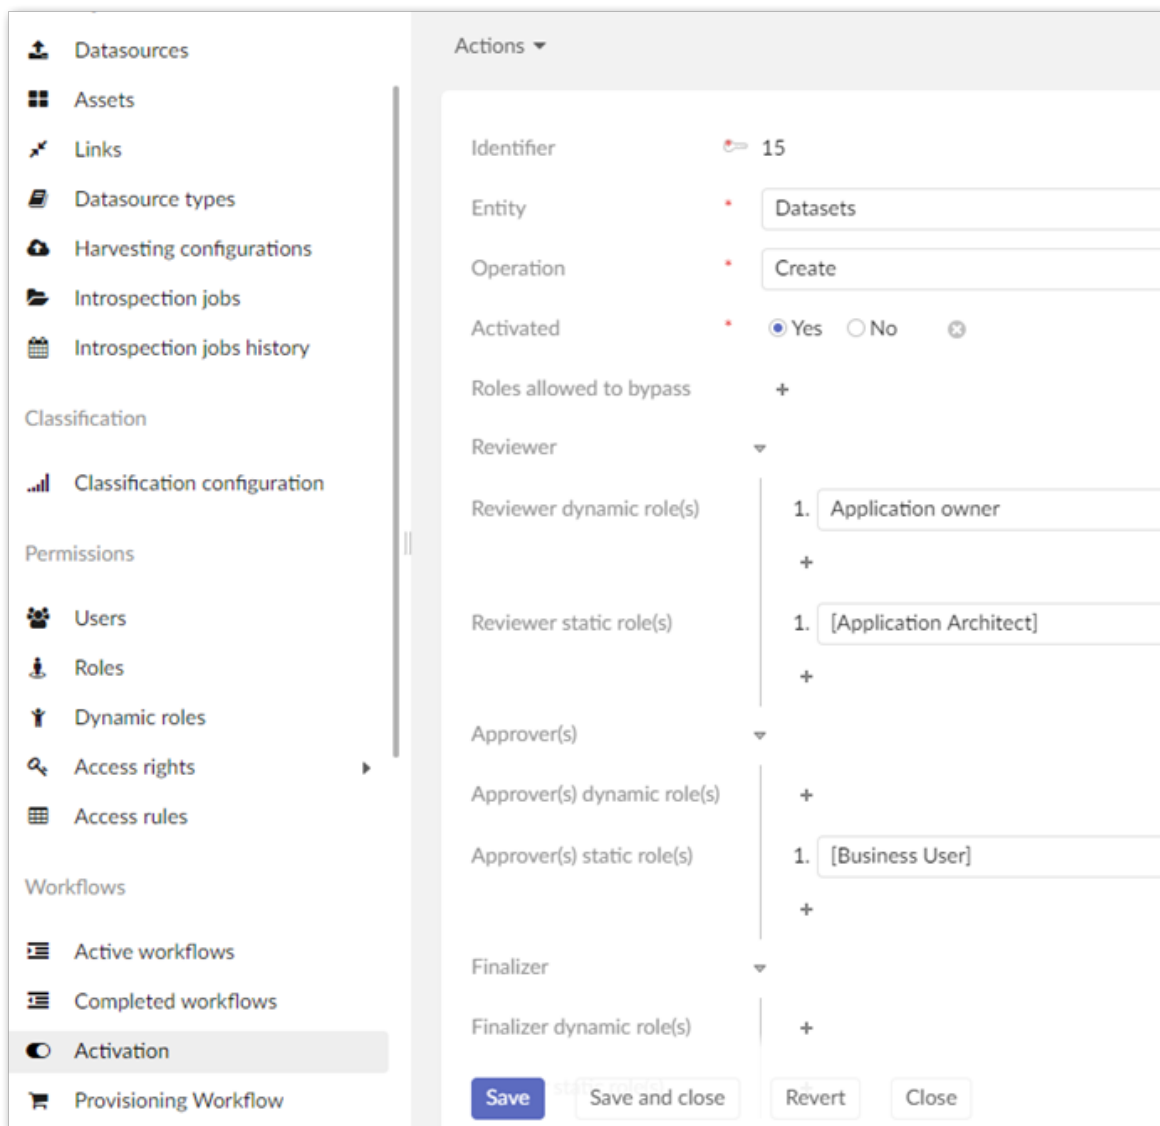 Datasources
Assets
Links
Datasource types
Harvesting configurations
Introspection jobs
Introspection jobs history
Classification
Classification configuration
Permissions
Users
Roles
Dynamic roles
Access rights
Access rules
Workflows
Active workflows
Completed workflows
Activation
Provisioning Workflow
Actions
Identifier 15
Entity * Datasets
Operation * Create
Activated * Yes No
Roles allowed to bypass +
Reviewer
Reviewer dynamic role(s) 1. Application owner
+
Reviewer static role(s) 1. [Application Architect]
+
Approver(s)
Approver(s) dynamic role(s) +
Approver(s) static role(s) 1. [Business User]
+
Finalizer
Finalizer dynamic role(s) +
static role(s) +
Save Save and close Revert Close